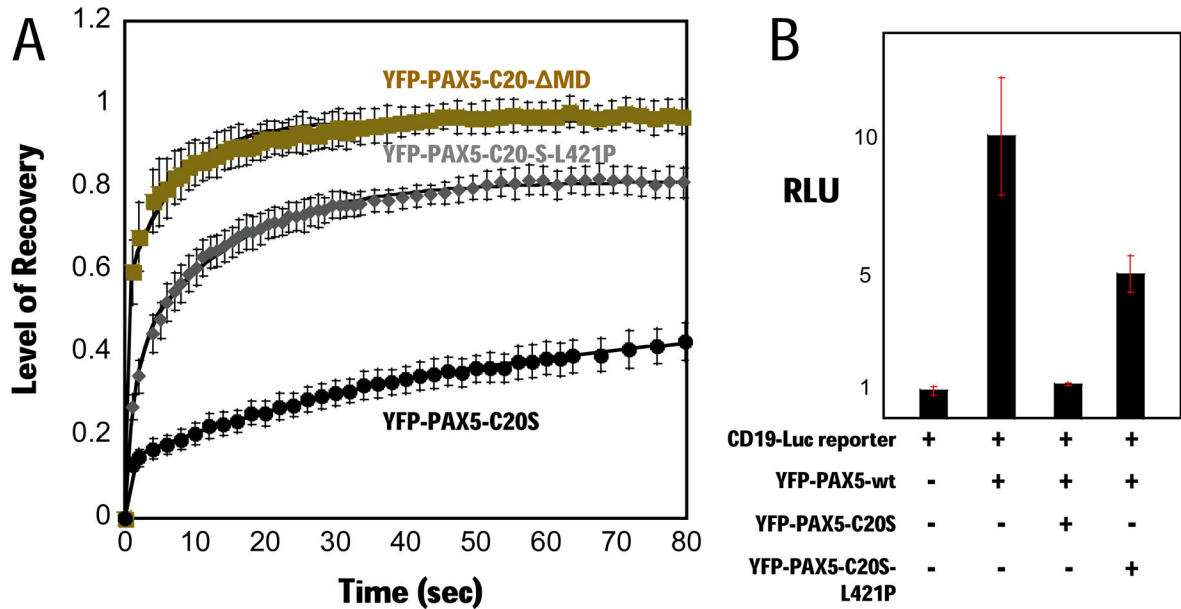 A
B
1.2
1
0.8
0.6
0.4
0.2
0
Level of Recovery
YFP-PAX5-C20-ΔMD
YFP-PAX5-C20-S-L421P
YFP-PAX5-C20S
0 10 20 30 40 50 60 70 80
Time (sec)
RLU
10
5
1
CD19-Luc reporter + + + +
YFP-PAX5-wt - + + +
YFP-PAX5-C20S - - + -
YFP-PAX5-C20S-
L421P - - - +